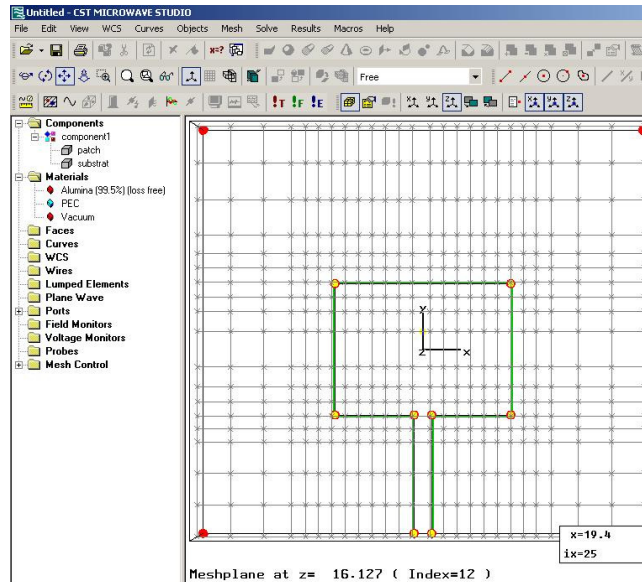 Untitled - CST MICROWAVE STUDIO
File Edit View WCS Curves Objects Mesh Solve Results Macros Help
x=?
Free
!T !F !E
Components
component1
patch
substrat
Materials
Alumina (99.5%) (loss free)
PEC
Vacuum
Faces
Curves
WCS
Wires
Lumped Elements
Plane Wave
Ports
Field Monitors
Voltage Monitors
Probes
Mesh Control
Y
Z X
x=19.4
ix=25
Meshplane at z= 16.127 ( Index=12 )